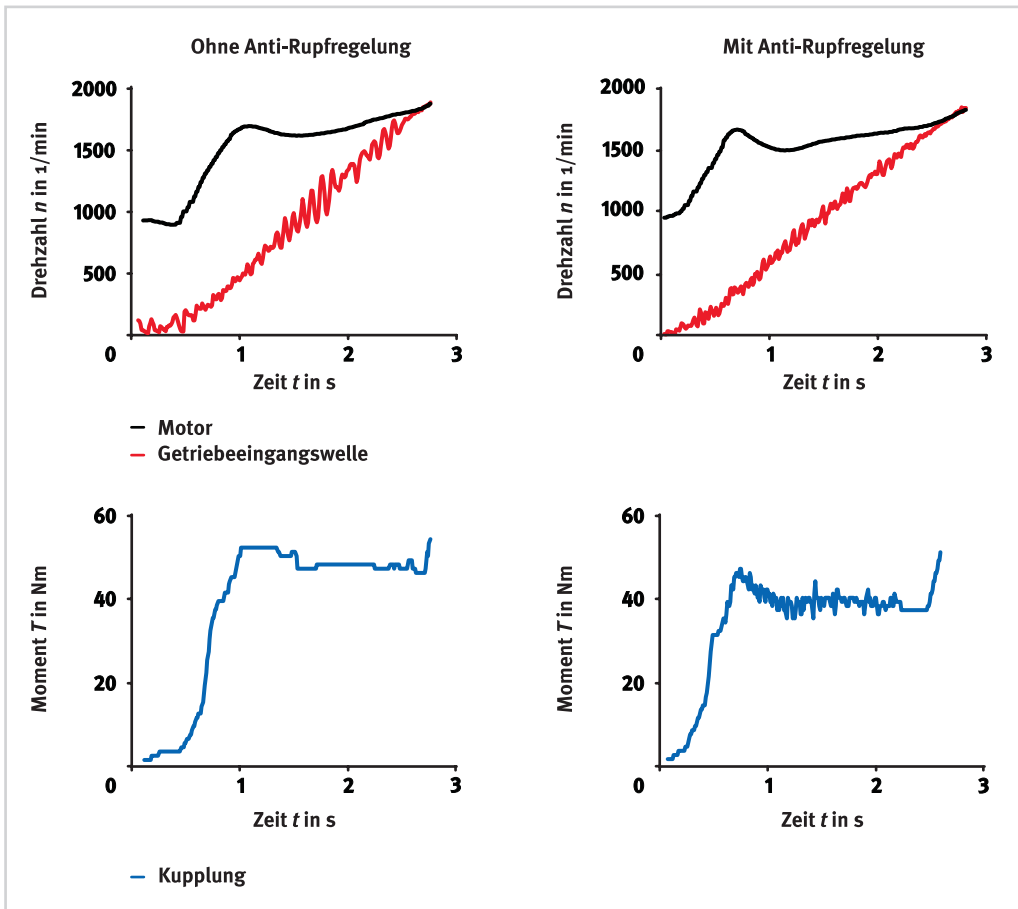 Ohne Anti-Rupfregelung
Drehzahl n in 1/min
2000
1500
1000
500
0
1 2 3
Zeit t in s
Motor
Getriebeeingangswelle
Mit Anti-Rupfregelung
Drehzahl n in 1/min
2000
1500
1000
500
0
1 2 3
Zeit t in s
Moment T in Nm
60
40
20
0
1 2 3
Zeit t in s
Kupplung
Moment T in Nm
60
40
20
0
1 2 3
Zeit t in s